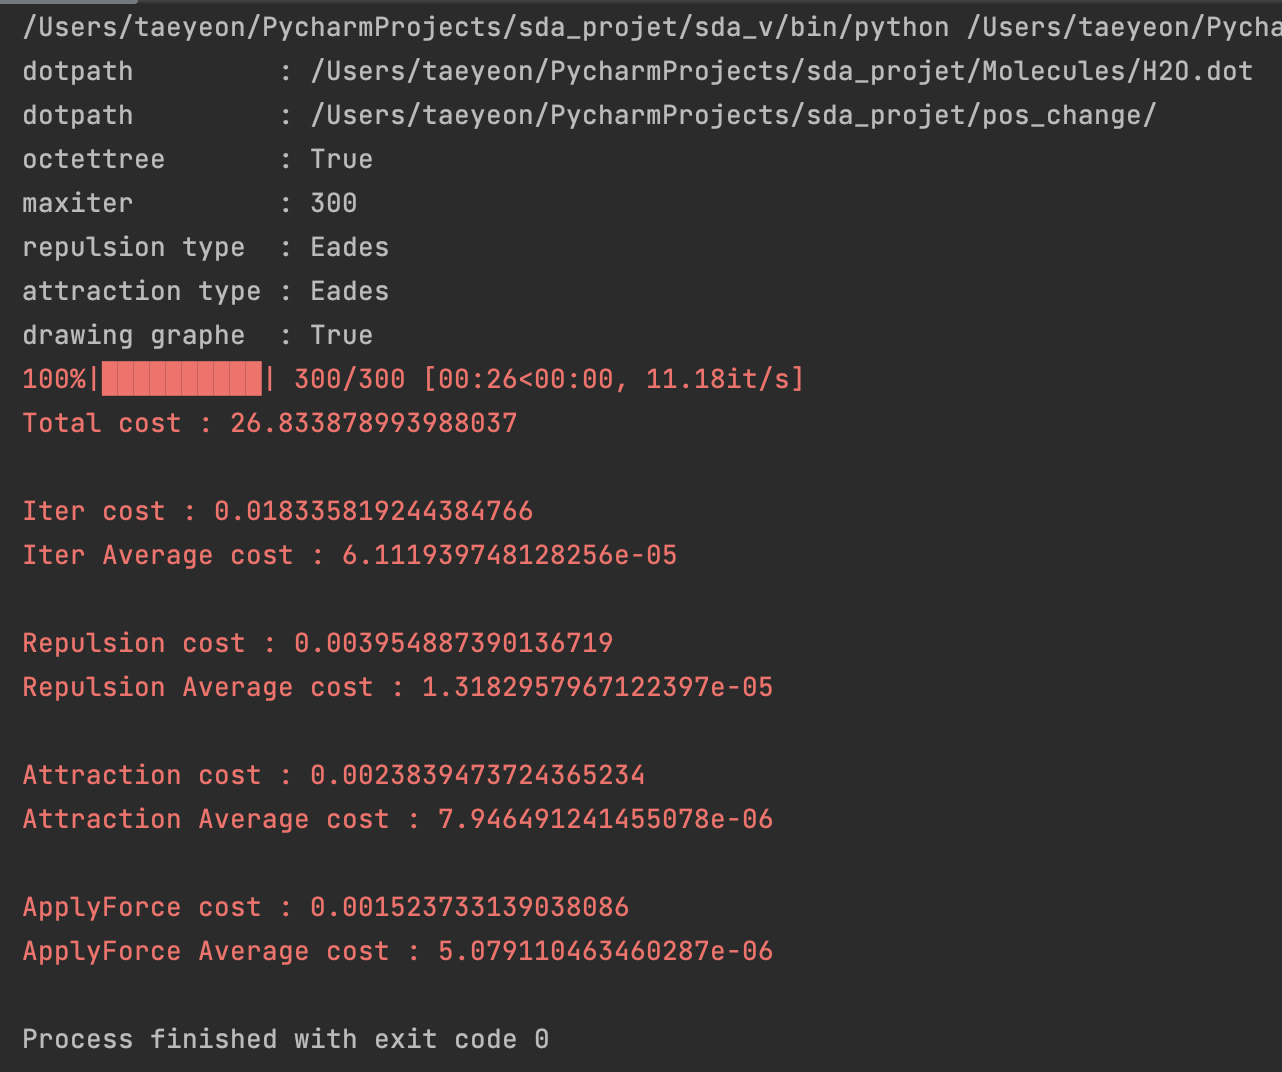 /Users/taeyeon/PycharmProjects/sda_projet/sda_v/bin/python /Users/taeyeon/Pycha
dotpath         : /Users/taeyeon/PycharmProjects/sda_projet/Molecules/H2O.dot
dotpath         : /Users/taeyeon/PycharmProjects/sda_projet/pos_change/
octettree       : True
maxiter         : 300
repulsion type  : Eades
attraction type : Eades
drawing graphe  : True
100%|██████████| 300/300 [00:26<00:00, 11.18it/s]
Total cost : 26.833878993988037
Iter cost : 0.018335819244384766
Iter Average cost : 6.111939748128256e-05
Repulsion cost : 0.003954887390136719
Repulsion Average cost : 1.3182957967122397e-05
Attraction cost : 0.0023839473724365234
Attraction Average cost : 7.946491241455078e-06
ApplyForce cost : 0.001523733139038086
ApplyForce Average cost : 5.079110463460287e-06
Process finished with exit code 0